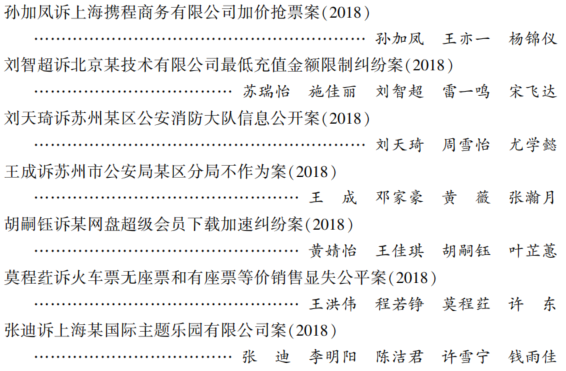 孙加凤诉上海携程商务有限公司加价抢票案(2018)
………………………………………………… 孙加凤 王亦一 杨锦仪
刘智超诉北京某技术有限公司最低充值金额限制纠纷案(2018)
…………………………… 苏瑞怡 施佳丽 刘智超 雷一鸣 宋飞达
刘天琦诉苏州某区公安消防大队信息公开案(2018)
………………………………………………… 刘天琦 周雪怡 尤学懿
王成诉苏州市公安局某区分局不作为案(2018)
……………………………………… 王 成 邓家豪 黄 薇 张瀚月
胡嗣钰诉某网盘超级会员下载加速纠纷案(2018)
……………………………………… 黄婧怡 王佳琪 胡嗣钰 叶芷蕙
莫程荭诉火车票无座票和有座票等价销售显失公平案(2018)
……………………………………… 王洪伟 程若铮 莫程荭 许 东
张迪诉上海某国际主题乐园有限公司案(2018)
…………………………… 张 迪 李明阳 陈洁君 许雪宁 钱雨佳